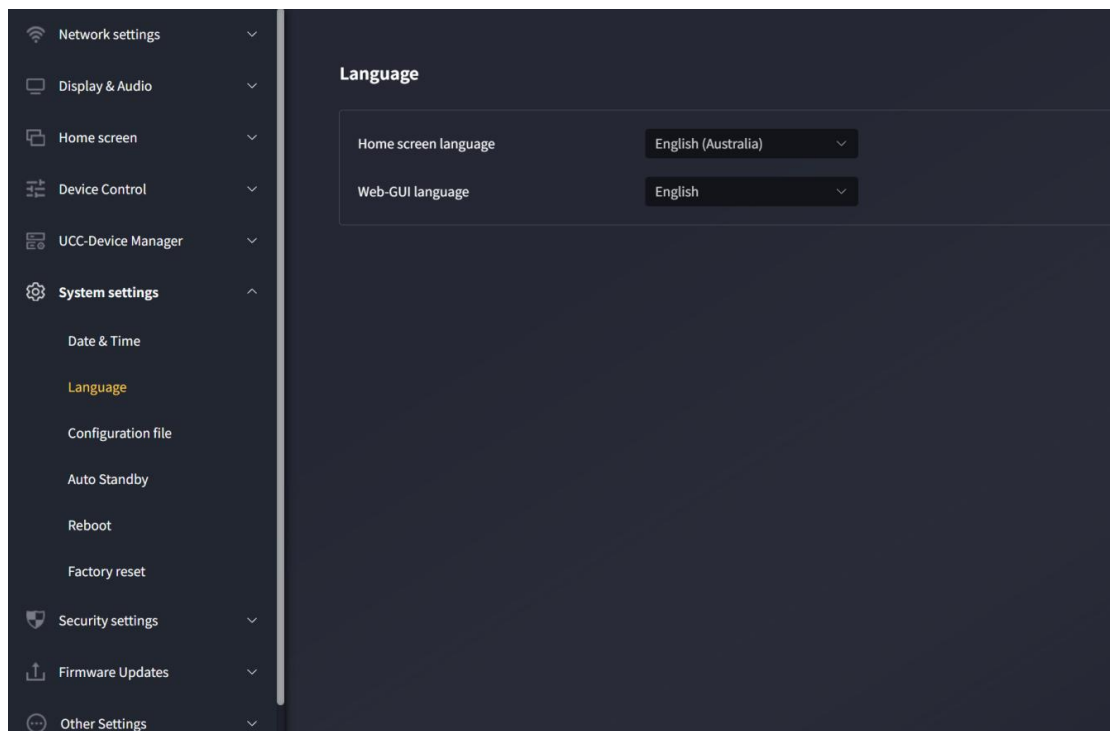 Network settings
Display & Audio
Home screen
Device Control
UCC-Device Manager
System settings
Date & Time
Language
Configuration file
Auto Standby
Reboot
Factory reset
Security settings
Firmware Updates
Other Settings
Language
Home screen language English (Australia)
Web-GUI language English